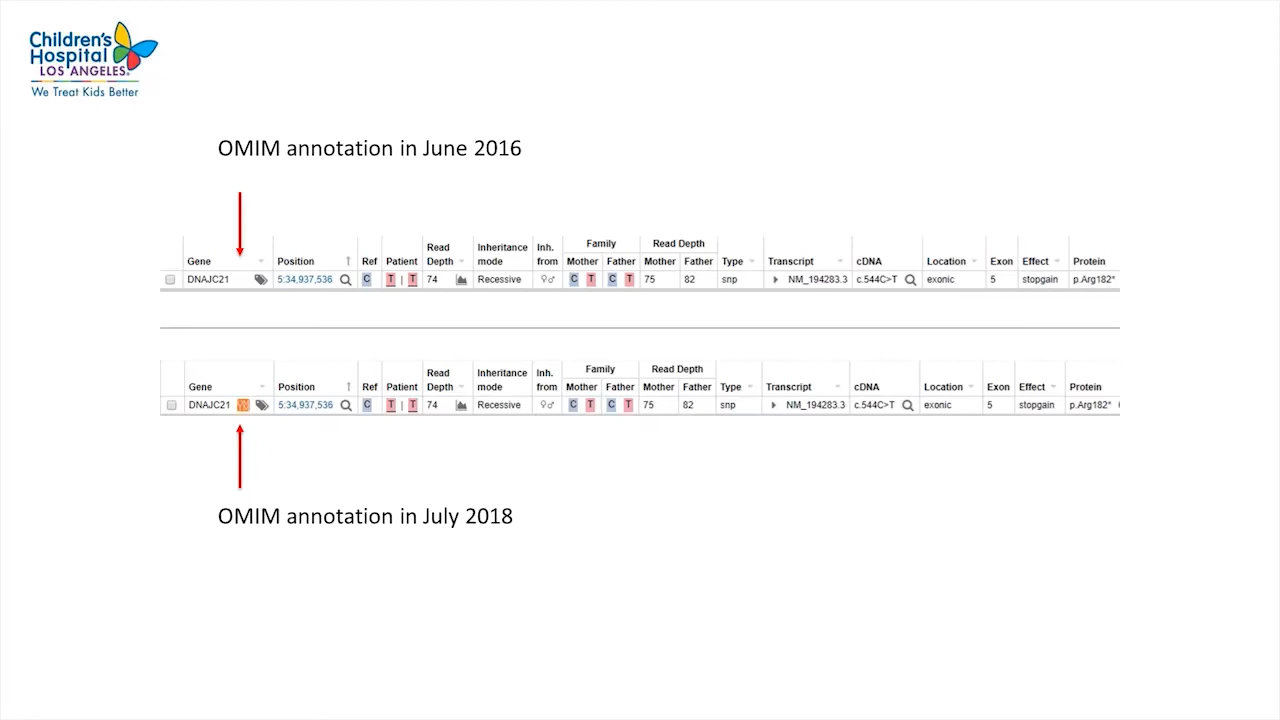 Children's
Hospital
LOS ANGELES
We Treat Kids Better
OMIM annotation in June 2016
Read Inheritance Inh. Family Read Depth
Gene Position Ref Patient Depth mode from Mother Father Mother Father Type Transcript cDNA Location Exon Effect Protein
DNAJC21 5:34,937,536 C T | T 74 Recessive C T C T 75 82 snp NM_194283.3 c.544C>T exonic 5 stopgain p.Arg182*
Read Inheritance Inh. Family Read Depth
Gene Position Ref Patient Depth mode from Mother Father Mother Father Type Transcript cDNA Location Exon Effect Protein
DNAJC21 5:34,937,536 C T | T 74 Recessive C T C T 75 82 snp NM_194283.3 c.544C>T exonic 5 stopgain p.Arg182*
OMIM annotation in July 2018